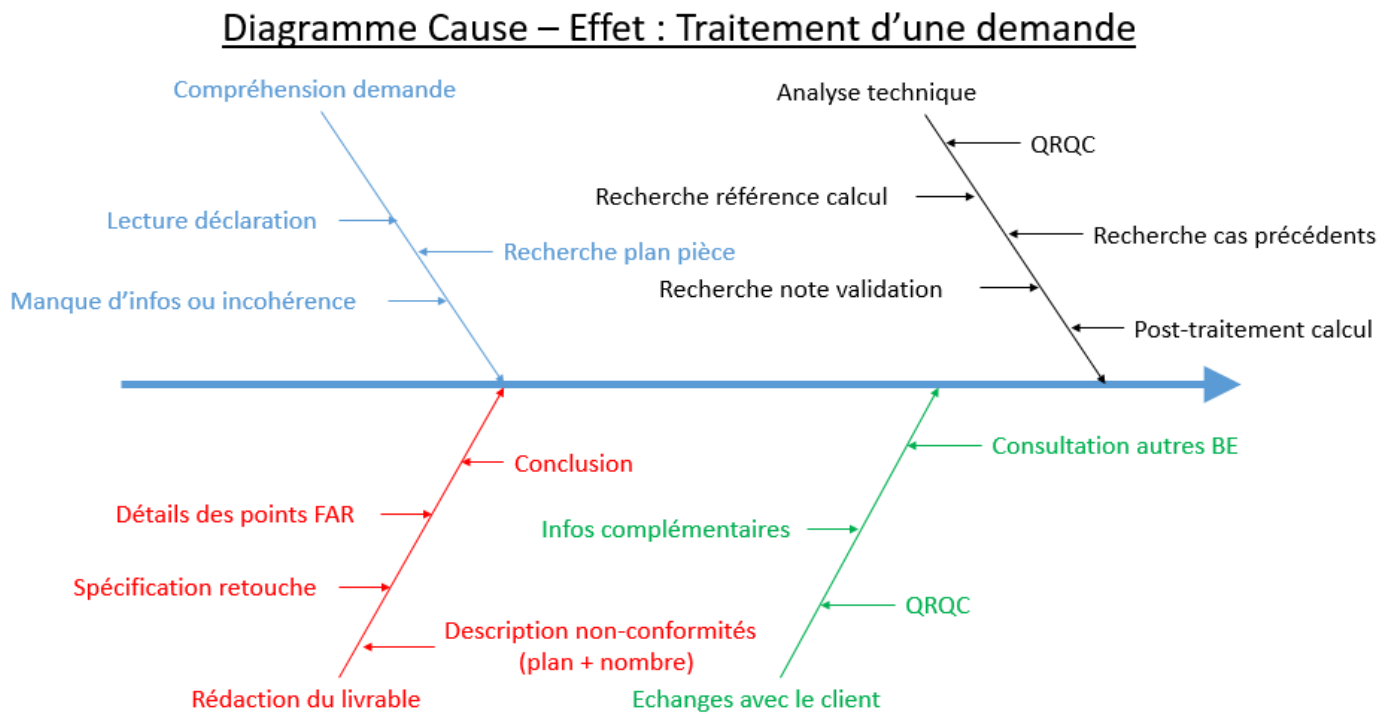 Diagramme Cause – Effet : Traitement d’une demande
Compréhension demande
Lecture déclaration
Recherche plan pièce
Manque d’infos ou incohérence
Analyse technique
QRQC
Recherche référence calcul
Recherche cas précédents
Recherche note validation
Post-traitement calcul
Conclusion
Détails des points FAR
Spécification retouche
Description non-conformités
(plan + nombre)
Rédaction du livrable
Consultation autres BE
Infos complémentaires
QRQC
Echanges avec le client